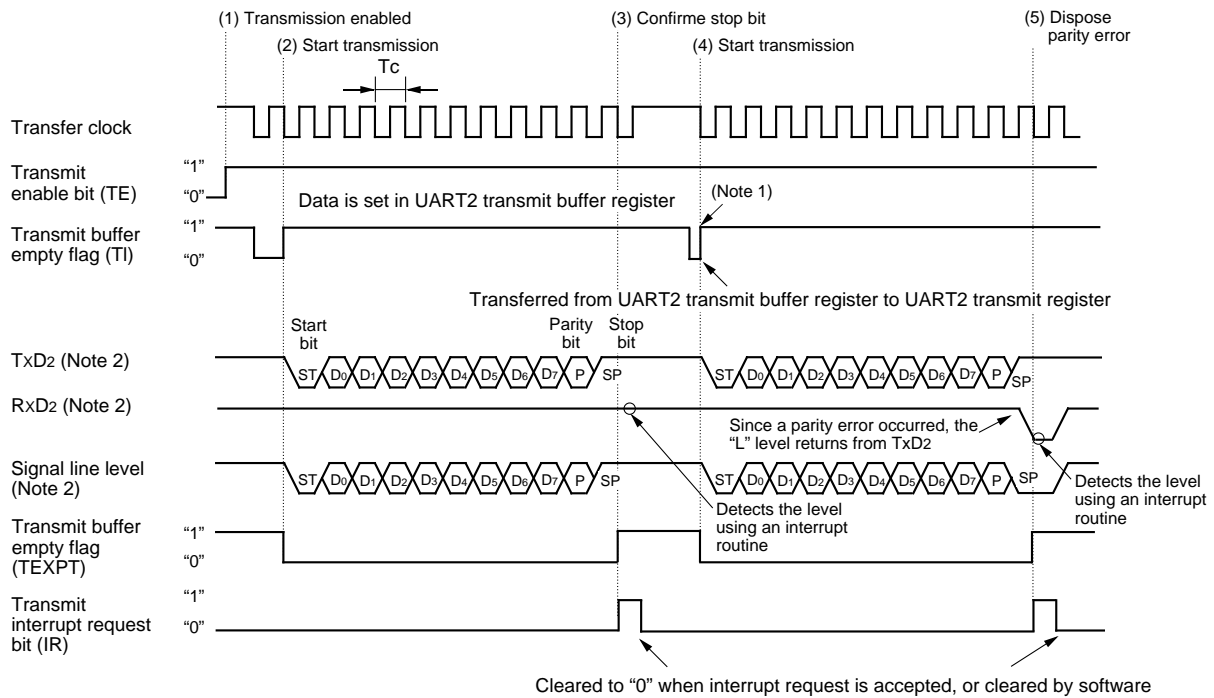 (1) Transmission enabled
(3) Confirme stop bit
(5) Dispose
parity error
(2) Start transmission
(4) Start transmission
Tc
Transfer clock
Transmit
enable bit (TE)
“1”
“0”
Data is set in UART2 transmit buffer register
(Note 1)
Transmit buffer
empty flag (TI)
“1”
“0”
Transferred from UART2 transmit buffer register to UART2 transmit register
Start
bit
Parity
bit
Stop
bit
TxD2 (Note 2)
ST D0 D1 D2 D3 D4 D5 D6 D7 P SP
ST D0 D1 D2 D3 D4 D5 D6 D7 P SP
RxD2 (Note 2)
Since a parity error occurred, the
“L” level returns from TxD2
Signal line level
(Note 2)
ST D0 D1 D2 D3 D4 D5 D6 D7 P SP
ST D0 D1 D2 D3 D4 D5 D6 D7 P SP
Detects the level
using an interrupt
routine
Detects the level
using an interrupt
routine
Transmit buffer
empty flag
(TEXPT)
“1”
“0”
Transmit
interrupt request
bit (IR)
“1”
“0”
Cleared to “0” when interrupt request is accepted, or cleared by software